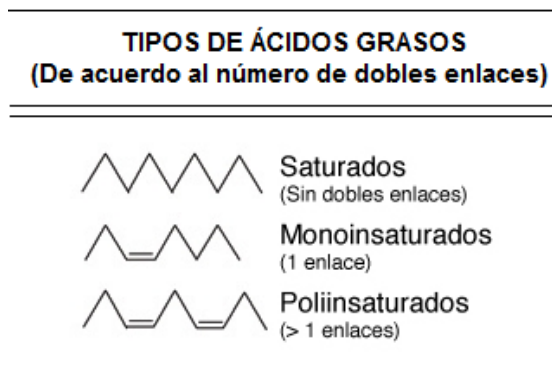 TIPOS DE ÁCIDOS GRASOS
(De acuerdo al número de dobles enlaces)
Saturados
(Sin dobles enlaces)
Monoinsaturados
(1 enlace)
Poliinsaturados
(> 1 enlaces)